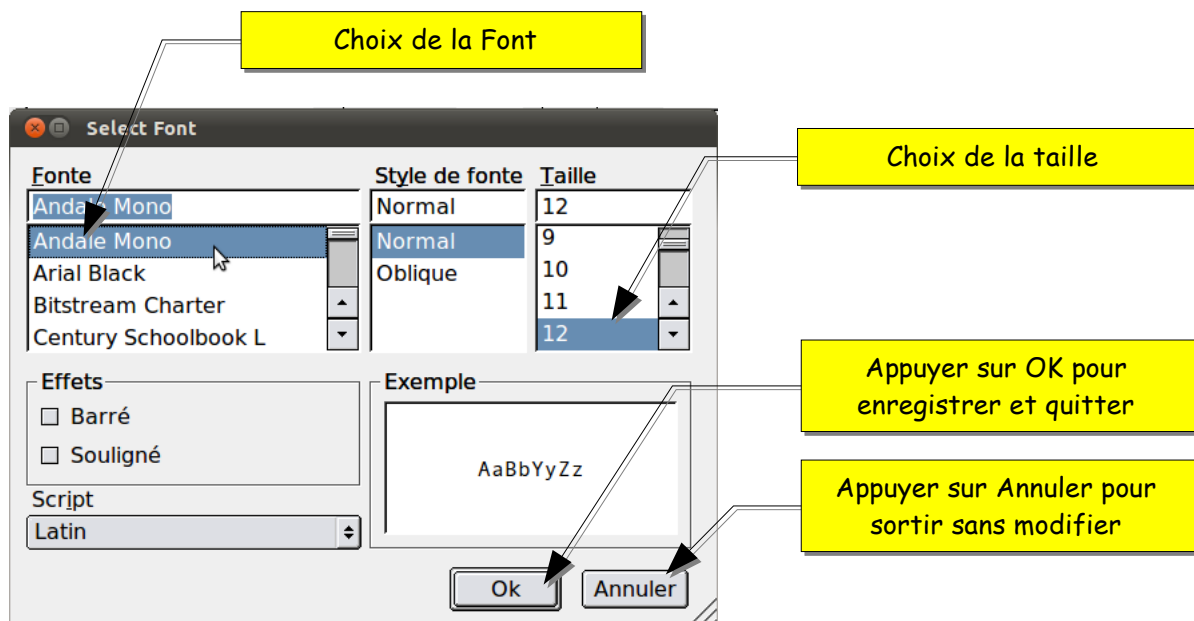 Choix de la Font
Select Font
Choix de la taille
Fonte
Style de fonte
Taille
Andale Mono
Normal
12
Andale Mono
Normal
9
Arial Black
Oblique
10
Bitstream Charter
11
Century Schoolbook L
12
Appuyer sur OK pour
enregistrer et quitter
Effets
Exemple
Barré
Souligné
AaBbYyZz
Appuyer sur Annuler pour
sortir sans modifier
Script
Latin
Ok
Annuler